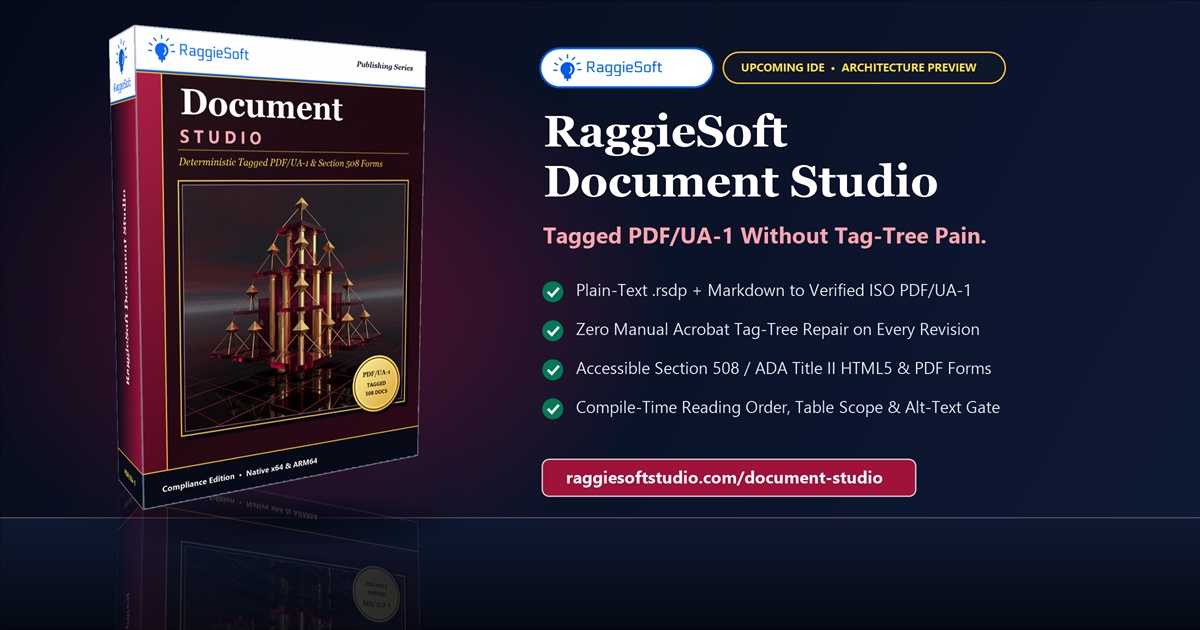 RaggieSoft
Publishing Series
RaggieSoft
Document
STUDIO
Deterministic Tagged PDF/UA-1 & Section 508 Forms
RaggieSoft Document Studio
PDF/UA-1
TAGGED
508 DOCS
Compliance Edition • Native x64 & ARM64
RaggieSoft
UPCOMING IDE • ARCHITECTURE PREVIEW
RaggieSoft
Document Studio
Tagged PDF/UA-1 Without Tag-Tree Pain.
Plain-Text .rsdp + Markdown to Verified ISO PDF/UA-1
Zero Manual Acrobat Tag-Tree Repair on Every Revision
Accessible Section 508 / ADA Title II HTML5 & PDF Forms
Compile-Time Reading Order, Table Scope & Alt-Text Gate
raggiesoftstudio.com/document-studio